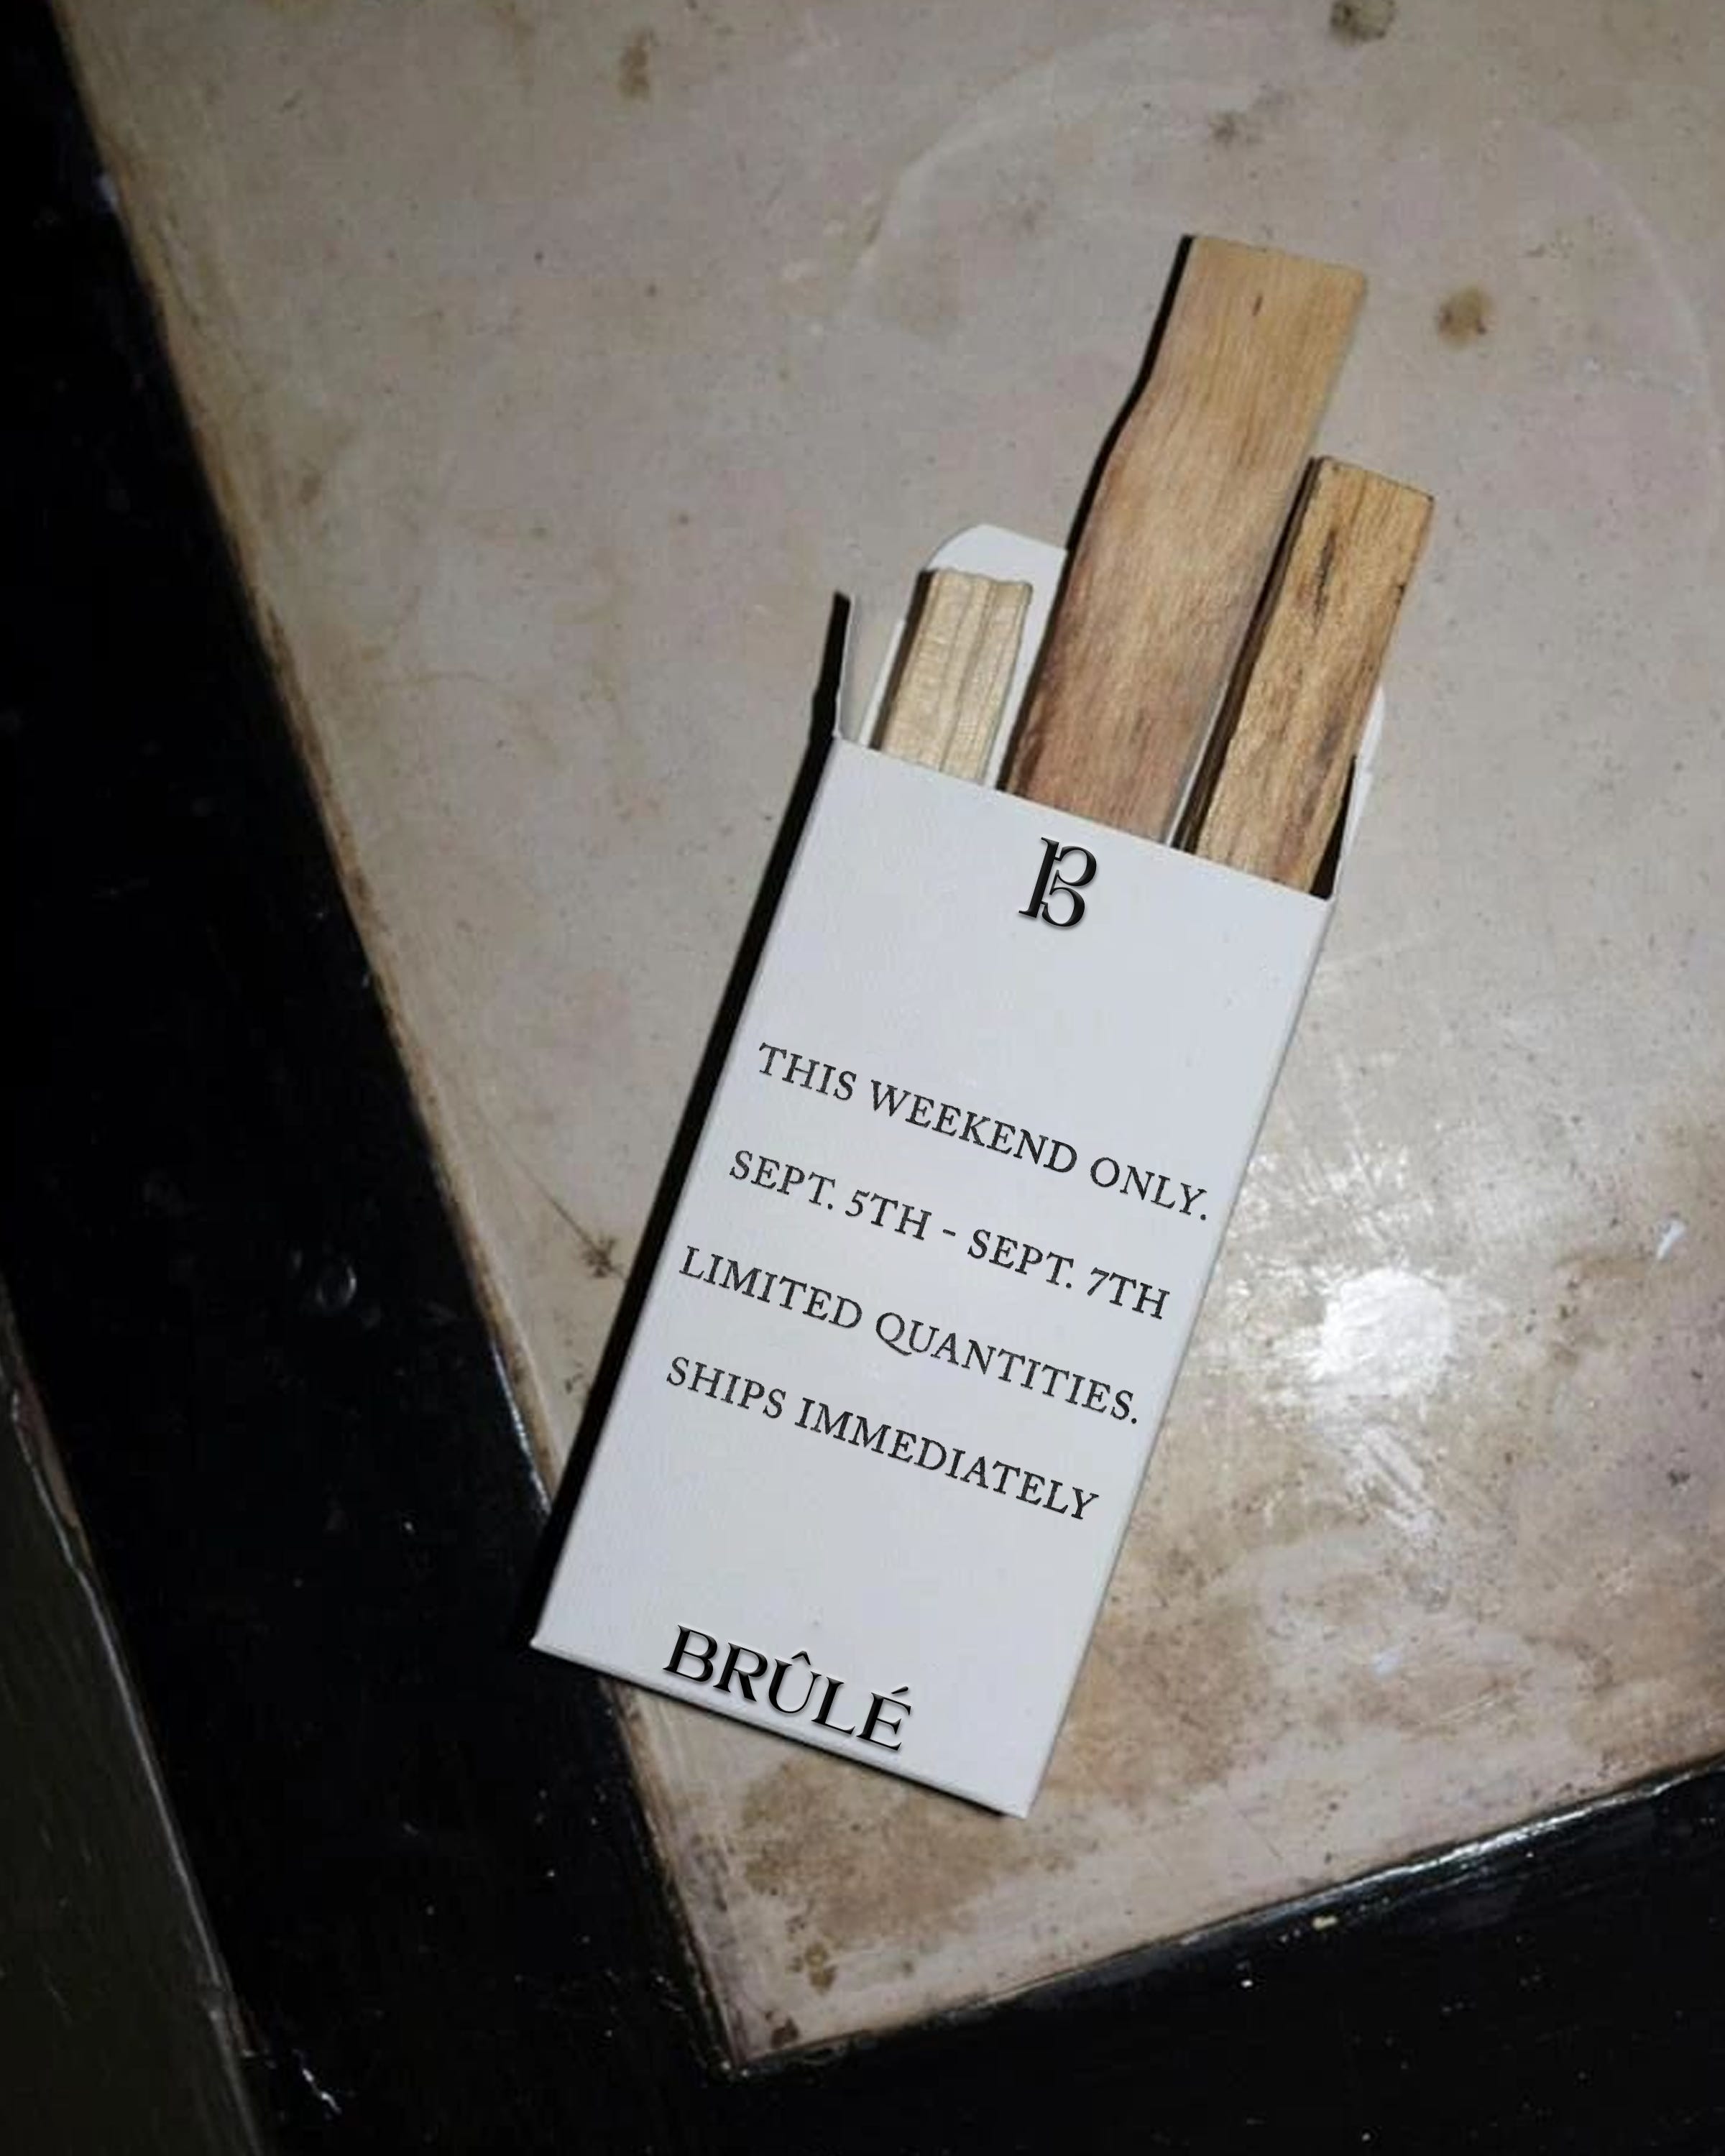 B
THIS WEEKEND ONLY.
SEPT. 5TH - SEPT. 7TH
LIMITED QUANTITIES.
SHIPS IMMEDIATELY
BRÛLÉ